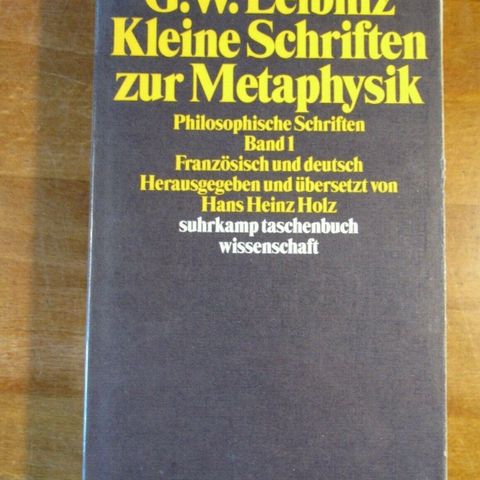 G.W. Leibniz
Kleine Schriften
zur Metaphysik
Philosophische Schriften
Band 1
Französisch und deutsch
Herausgegeben und übersetzt von
Hans Heinz Holz
suhrkamp taschenbuch
wissenschaft